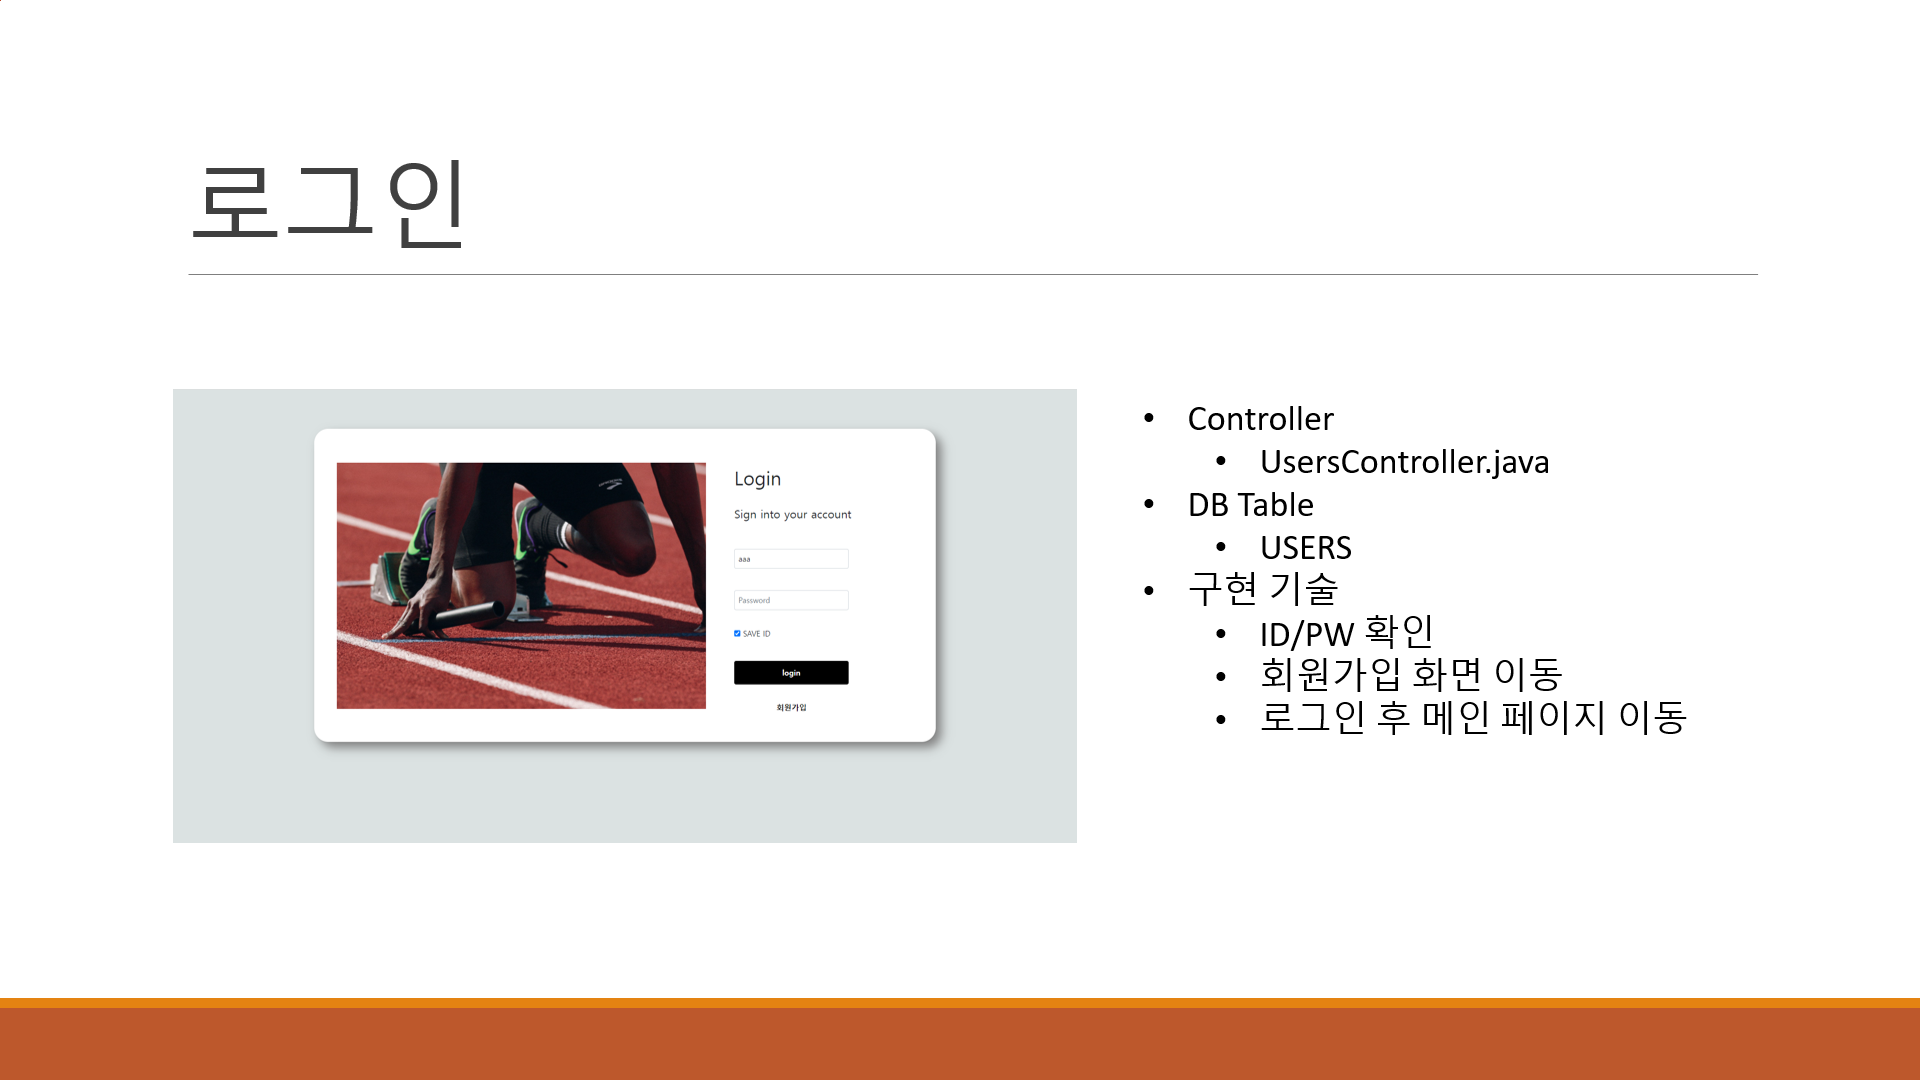 로그인
Login
Sign into your account
aaa
Password
SAVE ID
login
회원가입
• Controller
• UsersController.java
• DB Table
• USERS
• 구현 기술
• ID/PW 확인
• 회원가입 화면 이동
• 로그인 후 메인 페이지 이동